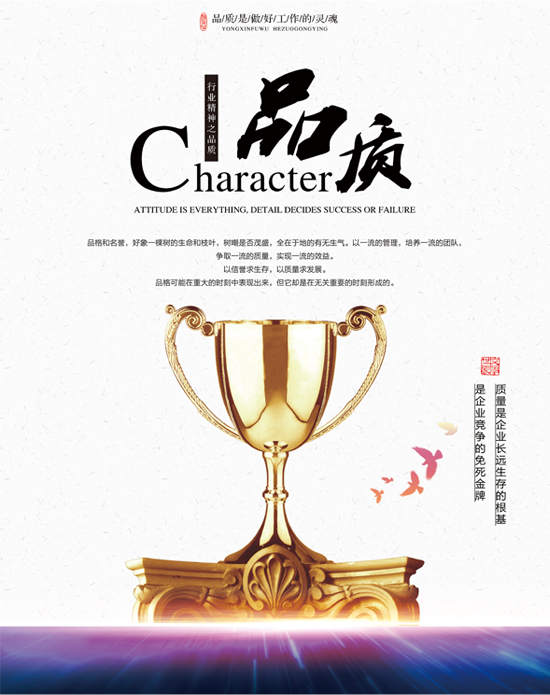 品/质/是/做/好/工/作/的/灵/魂
YONGXINFUWU HEZUOGONGYING
行业精神之品质
品质
Character
ATTITUDE IS EVERYTHING, DETAIL DECIDES SUCCESS OR FAILURE
品格和名誉，好象一棵树的生命和枝叶，树嘲是否茂盛，全在于地的有无生气。以一流的管理，培养一流的团队。
争取一流的质量，实现一流的效益。
以信誉求生存，以质量求发展。
品格可能在重大的时刻中表现出来，但它却是在无关重要的时刻形成的。
质量是企业长远生存的根基
是企业竞争的免死金牌